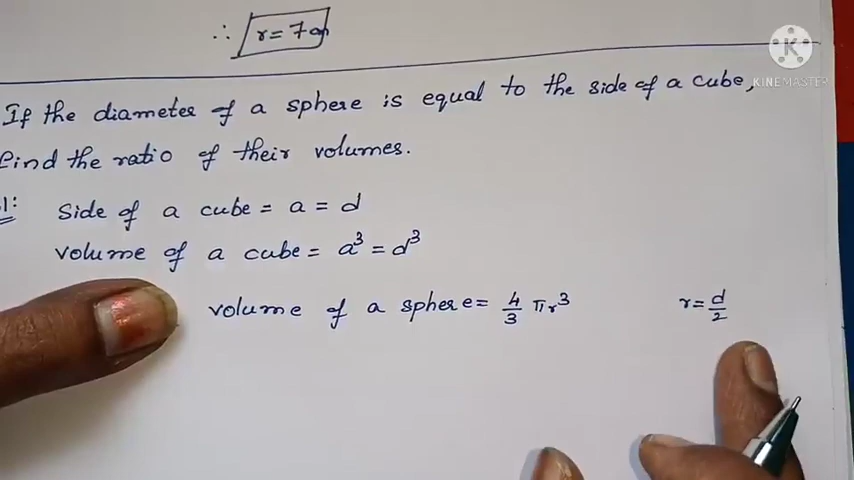 ∴ r = 7cm
KINEMASTER
If the diameter of a sphere is equal to the side of a cube,
find the ratio of their volumes.
l:
Side of a cube = a = d
volume of a cube = a³ = d³
volume of a sphere = 4/3 πr³
r = d/2